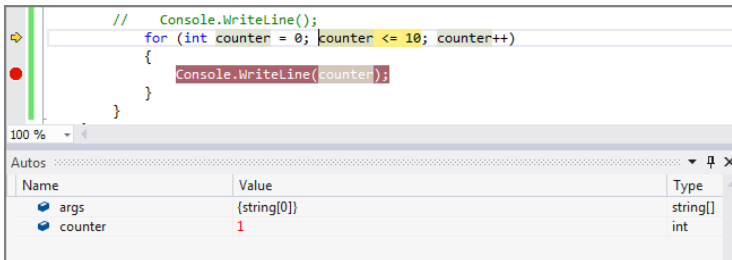 //    Console.WriteLine();
for (int counter = 0; counter <= 10; counter++)
{
Console.WriteLine(counter);
}
}
100 %
Autos
Name Value Type
args {string[0]} string[]
counter 1 int